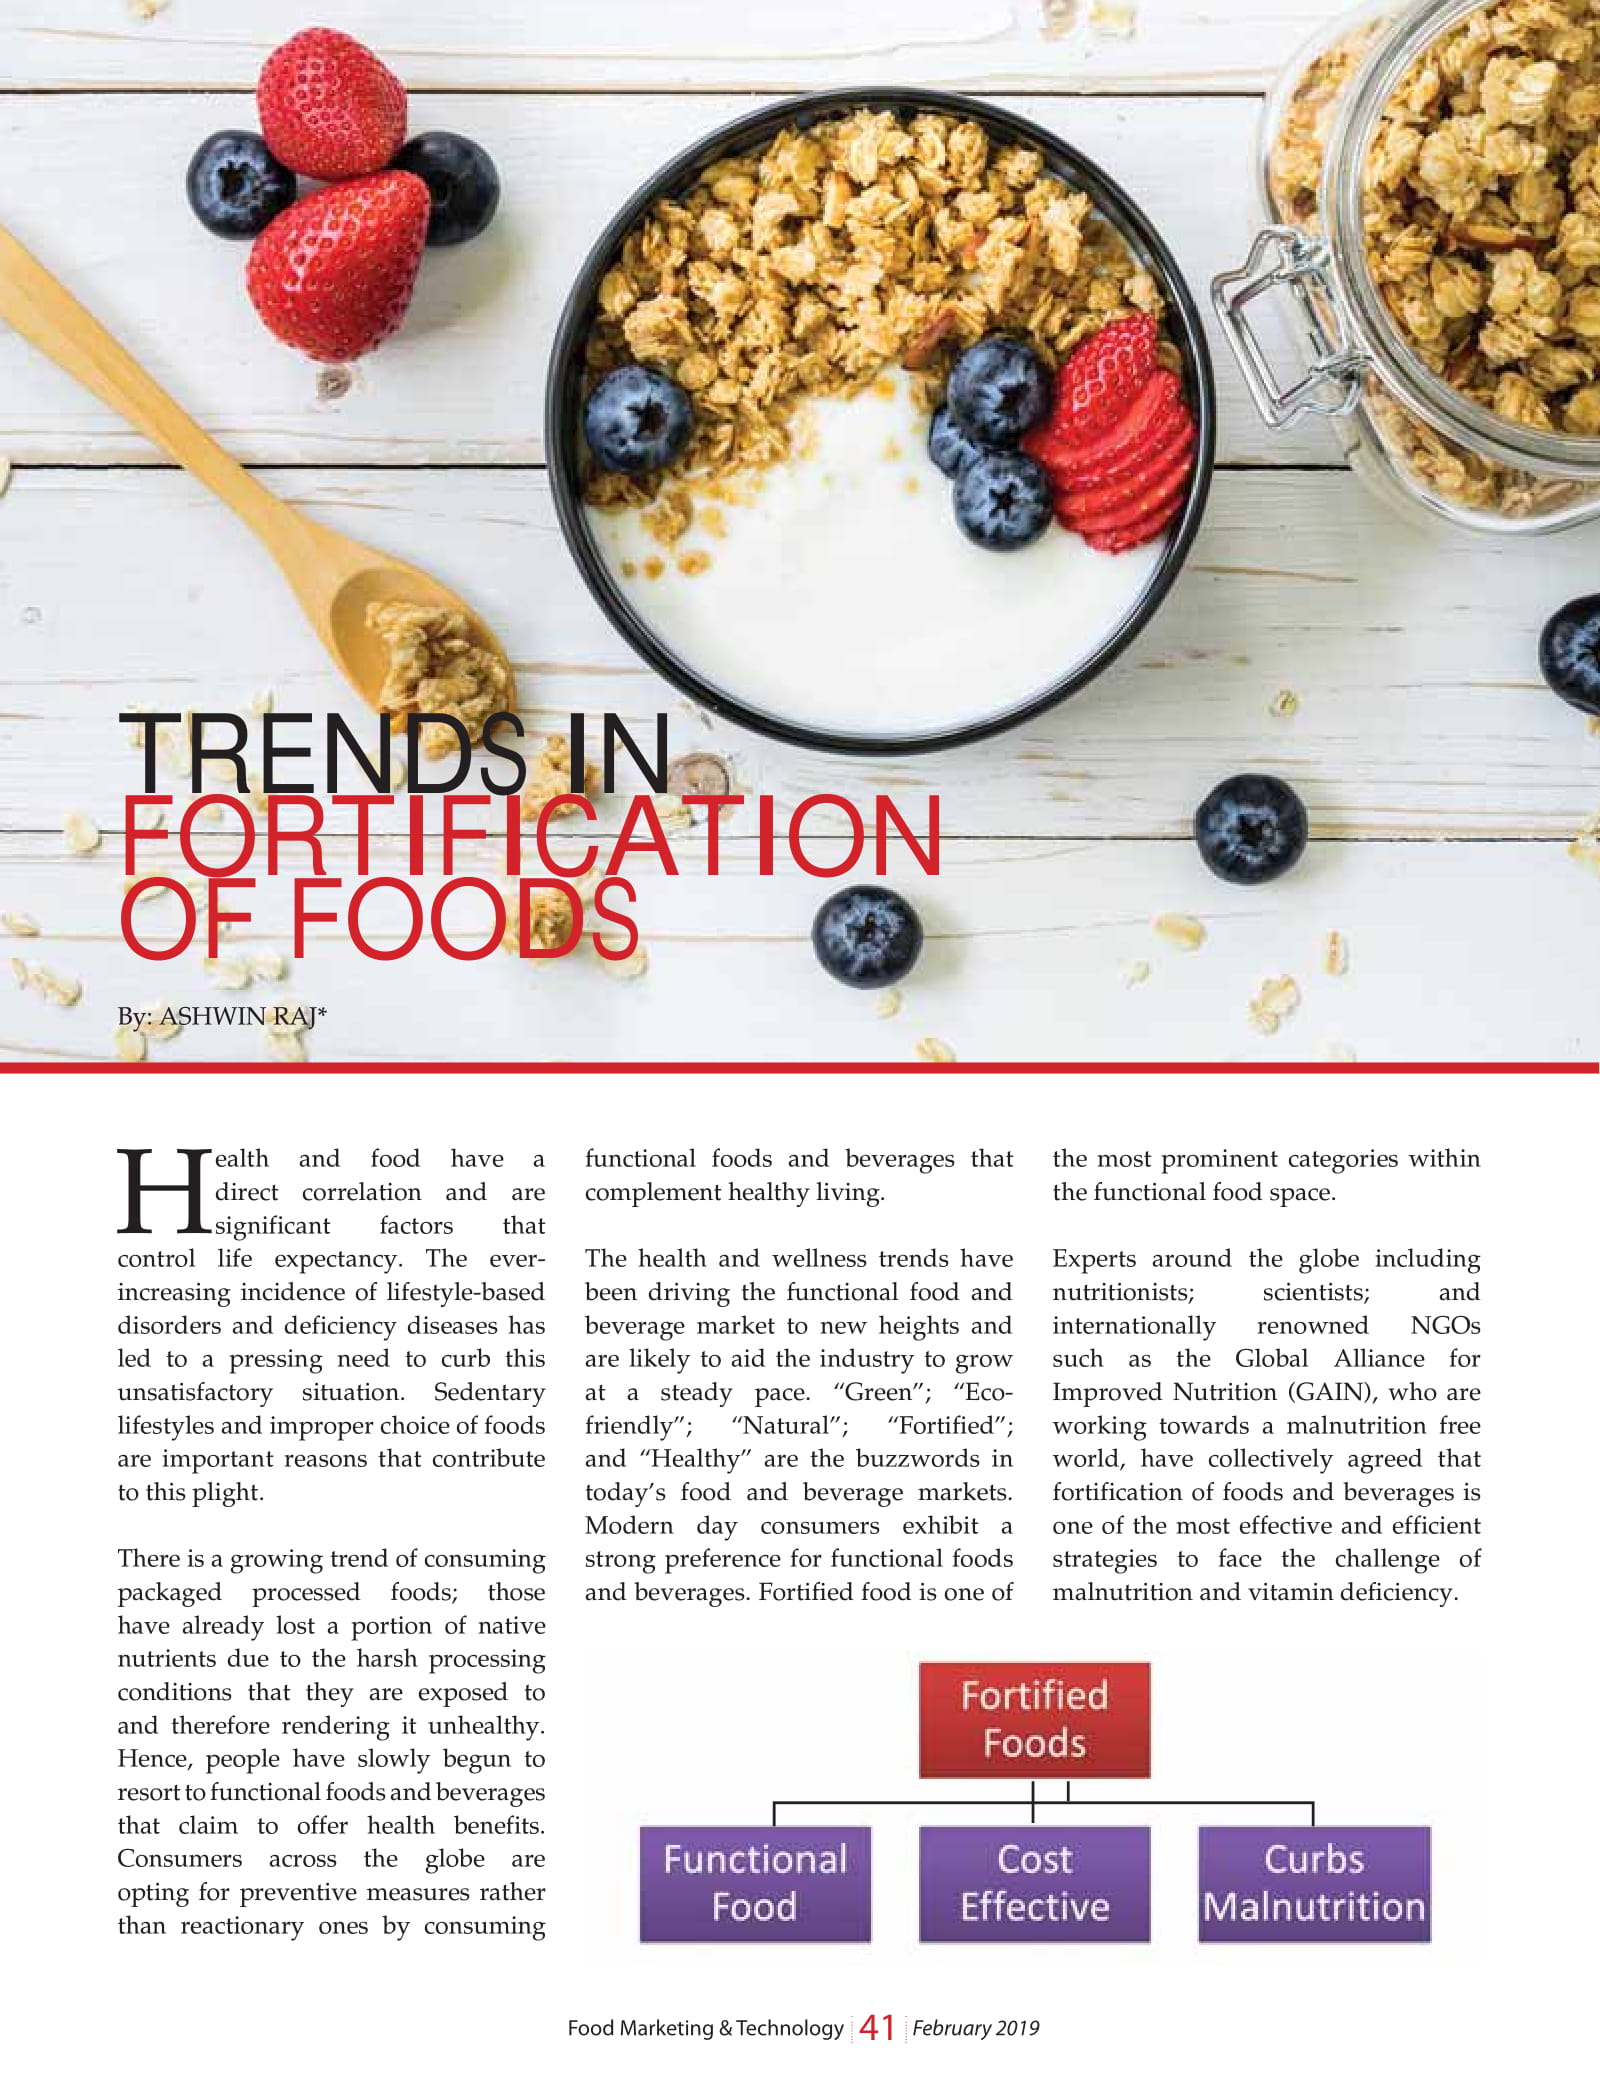 TRENDS IN
FORTIFICATION
OF FOODS
By: ASHWIN RAJ*
Health and food have a
direct correlation and are
significant factors that
control life expectancy. The ever-
increasing incidence of lifestyle-based
disorders and deficiency diseases has
led to a pressing need to curb this
unsatisfactory situation. Sedentary
lifestyles and improper choice of foods
are important reasons that contribute
to this plight.
There is a growing trend of consuming
packaged processed foods; those
have already lost a portion of native
nutrients due to the harsh processing
conditions that they are exposed to
and therefore rendering it unhealthy.
Hence, people have slowly begun to
resort to functional foods and beverages
that claim to offer health benefits.
Consumers across the globe are
opting for preventive measures rather
than reactionary ones by consuming
functional foods and beverages that
complement healthy living.
The health and wellness trends have
been driving the functional food and
beverage market to new heights and
are likely to aid the industry to grow
at a steady pace. “Green”; “Eco-
friendly”; “Natural”; “Fortified”;
and “Healthy” are the buzzwords in
today’s food and beverage markets.
Modern day consumers exhibit a
strong preference for functional foods
and beverages. Fortified food is one of
the most prominent categories within
the functional food space.
Experts around the globe including
nutritionists; scientists; and
internationally renowned NGOs
such as the Global Alliance for
Improved Nutrition (GAIN), who are
working towards a malnutrition free
world, have collectively agreed that
fortification of foods and beverages is
one of the most effective and efficient
strategies to face the challenge of
malnutrition and vitamin deficiency.
Fortified
Foods
Functional
Food
Cost
Effective
Curbs
Malnutrition
Food Marketing & Technology 41 February 2019